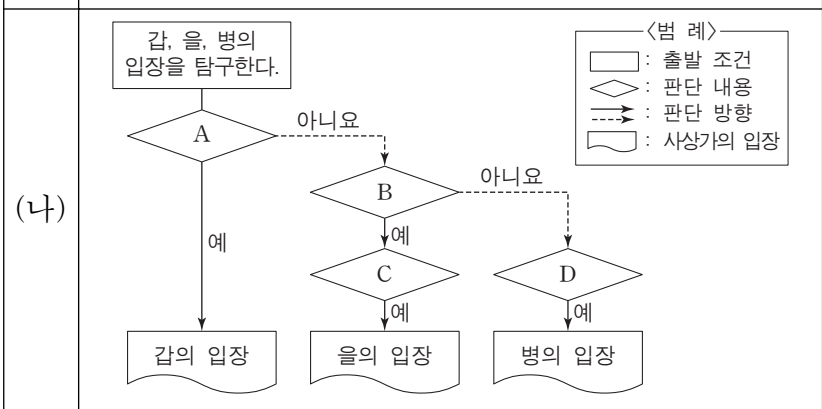 (나)
갑, 을, 병의
입장을 탐구한다.
〈범 례〉
: 출발 조건
: 판단 내용
: 판단 방향
: 사상가의 입장
A
아니요
B
아니요
예
예
C
D
예
예
갑의 입장
을의 입장
병의 입장